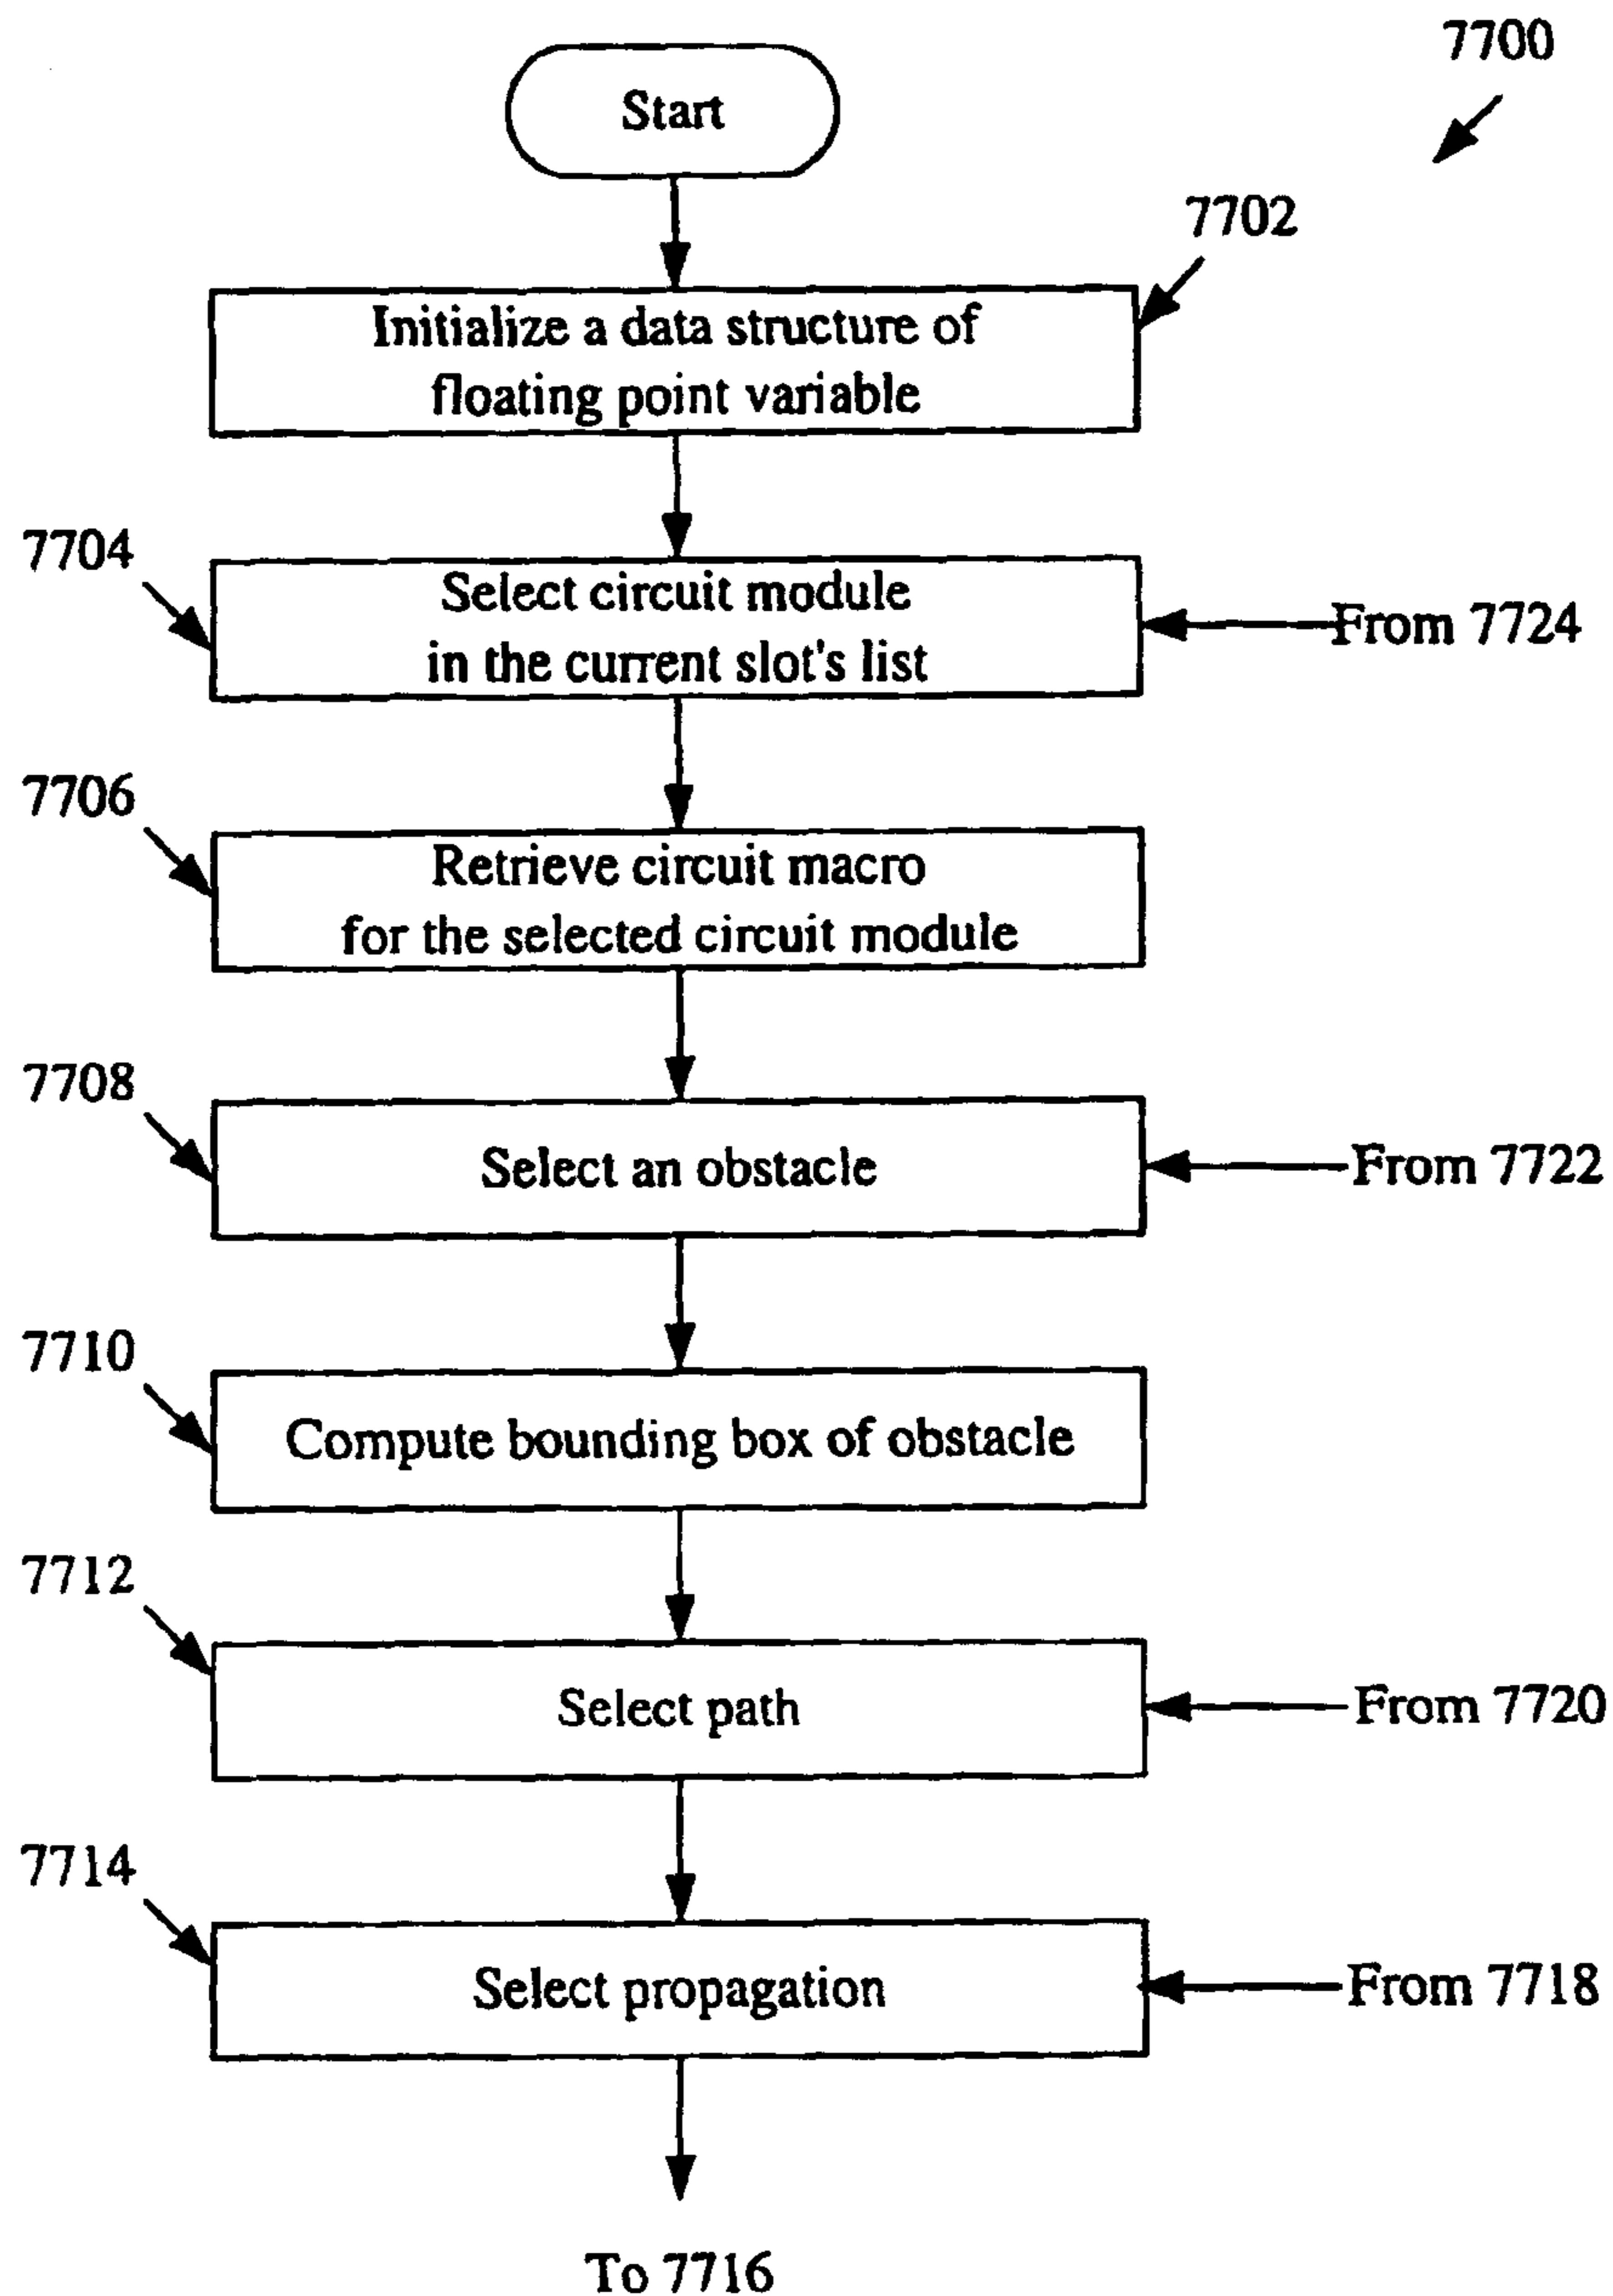 7700
Start
7702
Initialize a data structure of
floating point variable
7704
Select circuit module
in the current slot's list
From 7724
7706
Retrieve circuit macro
for the selected circuit module
7708
Select an obstacle
From 7722
7710
Compute bounding box of obstacle
7712
Select path
From 7720
7714
Select propagation
From 7718
To 7716